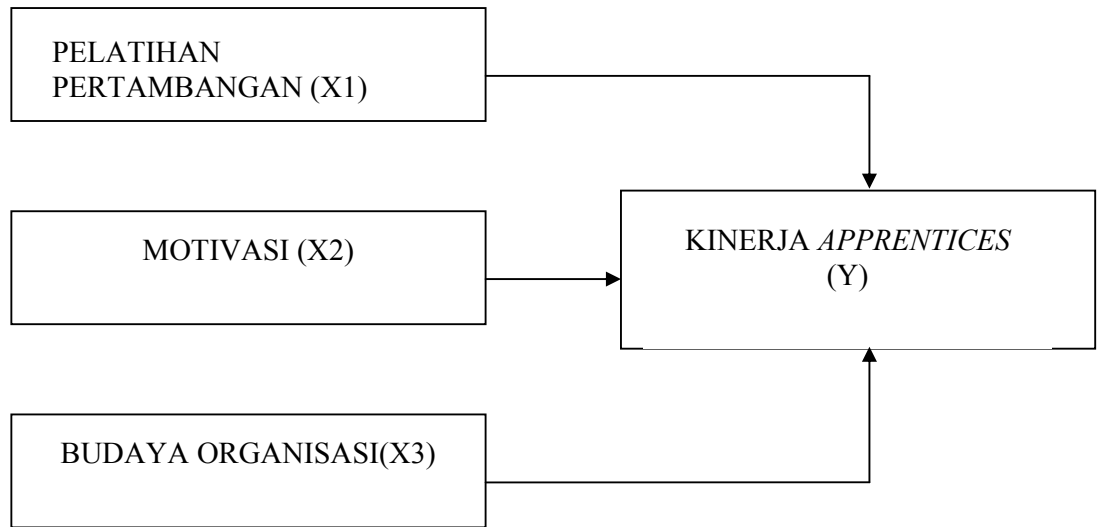 PELATIHAN
PERTAMBANGAN (X1)
MOTIVASI (X2)
KINERJA APPRENTICES
(Y)
BUDAYA ORGANISASI(X3)